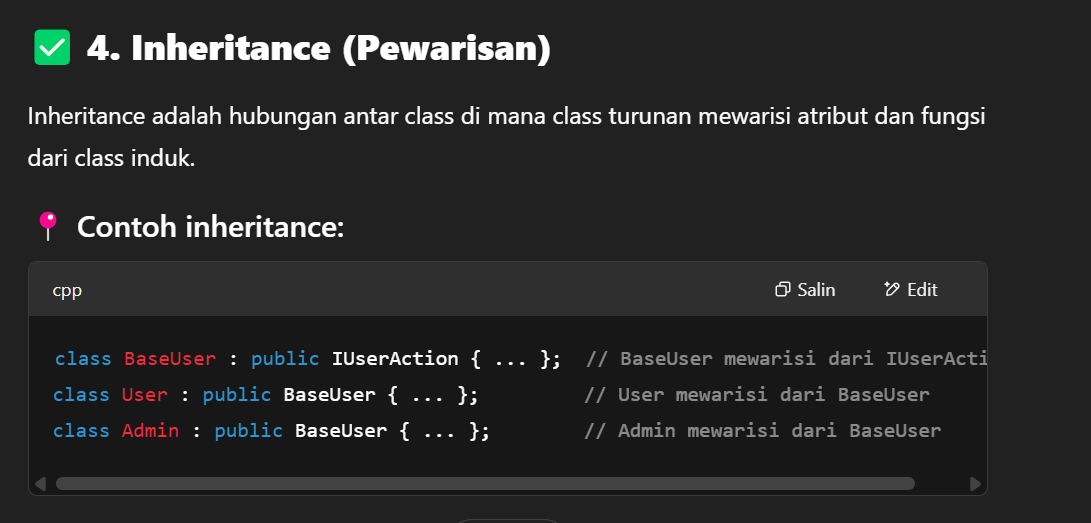 ✅ 4. Inheritance (Pewarisan)
Inheritance adalah hubungan antar class di mana class turunan mewarisi atribut dan fungsi
dari class induk.
📍 Contoh inheritance:
cpp Salin Edit
class BaseUser : public IUserAction { ... }; // BaseUser mewarisi dari IUserActi
class User : public BaseUser { ... }; // User mewarisi dari BaseUser
class Admin : public BaseUser { ... }; // Admin mewarisi dari BaseUser